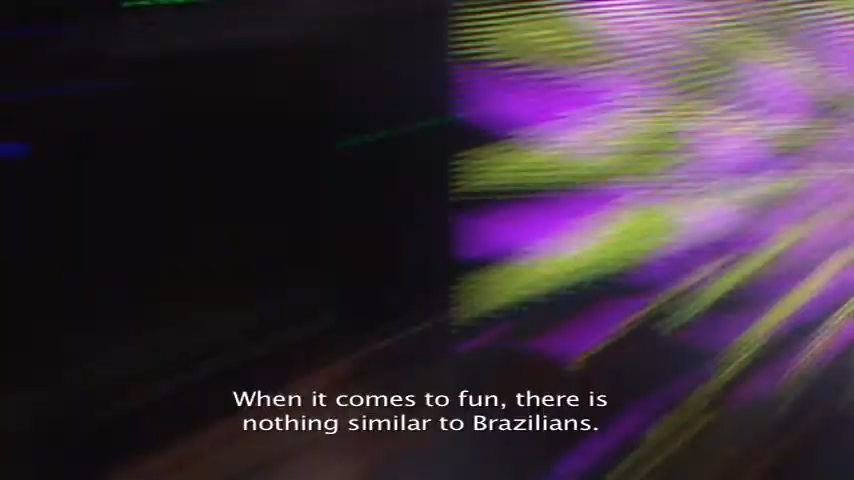 When it comes to fun, there is
nothing similar to Brazilians.